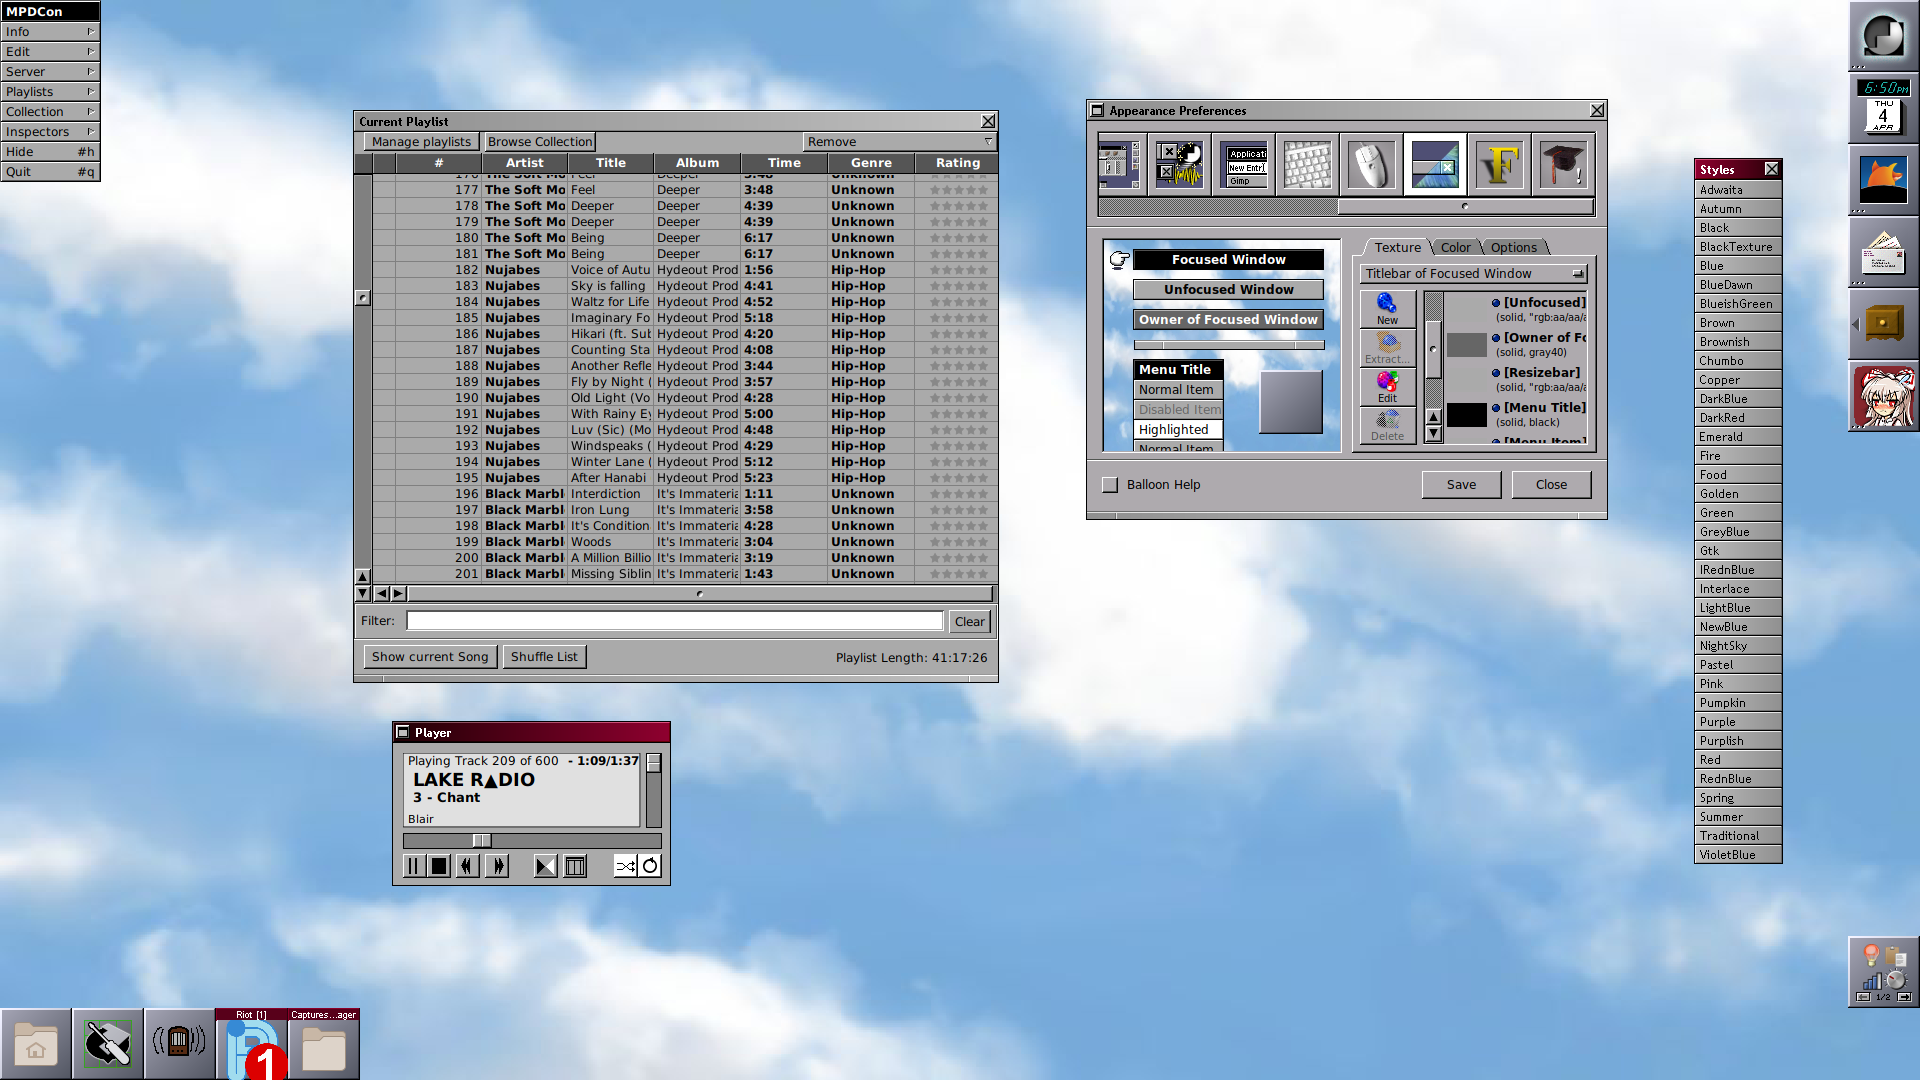 MPDCon
Info
Edit
Server
Playlists
Collection
Inspectors
Hide #h
Quit #q
Current Playlist
Manage playlists Browse Collection Remove
# Artist Title Album Time Genre Rating
176 The Soft Mo Feel Deeper 3:48 Unknown
177 The Soft Mo Feel Deeper 3:48 Unknown
178 The Soft Mo Deeper Deeper 4:39 Unknown
179 The Soft Mo Deeper Deeper 4:39 Unknown
180 The Soft Mo Being Deeper 6:17 Unknown
181 The Soft Mo Being Deeper 6:17 Unknown
182 Nujabes Voice of Autu Hydeout Prod 1:56 Hip-Hop
183 Nujabes Sky is falling Hydeout Prod 4:41 Hip-Hop
184 Nujabes Waltz for Life Hydeout Prod 4:52 Hip-Hop
185 Nujabes Imaginary Fo Hydeout Prod 5:18 Hip-Hop
186 Nujabes Hikari (ft. Sub Hydeout Prod 4:20 Hip-Hop
187 Nujabes Counting Sta Hydeout Prod 4:08 Hip-Hop
188 Nujabes Another Refle Hydeout Prod 3:44 Hip-Hop
189 Nujabes Fly by Night ( Hydeout Prod 3:57 Hip-Hop
190 Nujabes Old Light (Vo Hydeout Prod 4:28 Hip-Hop
191 Nujabes With Rainy Ey Hydeout Prod 5:00 Hip-Hop
192 Nujabes Luv (Sic) (Mo Hydeout Prod 4:48 Hip-Hop
193 Nujabes Windspeaks ( Hydeout Prod 4:29 Hip-Hop
194 Nujabes Winter Lane ( Hydeout Prod 5:12 Hip-Hop
195 Nujabes After Hanabi Hydeout Prod 5:23 Hip-Hop
196 Black Marbl Interdiction It's Immateria 1:11 Unknown
197 Black Marbl Iron Lung It's Immateria 3:58 Unknown
198 Black Marbl It's Condition It's Immateria 4:28 Unknown
199 Black Marbl Woods It's Immateria 3:04 Unknown
200 Black Marbl A Million Billio It's Immateria 3:19 Unknown
201 Black Marbl Missing Siblin It's Immateria 1:43 Unknown
Filter: Clear
Show current Song Shuffle List Playlist Length: 41:17:26
Player
Playing Track 209 of 600 - 1:09/1:37
LAKE R▲DIO
3 - Chant
Blair
Appearance Preferences
Applicati
New Entr
Gimp
F
!
Focused Window
Unfocused Window
Owner of Focused Window
Menu Title
Normal Item
Disabled Item
Highlighted
Normal Item
Texture Color Options
Titlebar of Focused Window
New
Extract...
Edit
Delete
[Unfocused]
(solid, "rgb:aa/aa/a
[Owner of Fo
(solid, gray40)
[Resizebar]
(solid, "rgb:aa/aa/a
[Menu Title]
(solid, black)
[Menu Item]
Balloon Help Save Close
Styles
Adwaita
Autumn
Black
BlackTexture
Blue
BlueDawn
BlueishGreen
Brown
Brownish
Chumbo
Copper
DarkBlue
DarkRed
Emerald
Fire
Food
Golden
Green
GreyBlue
Gtk
IRednBlue
Interlace
LightBlue
NewBlue
NightSky
Pastel
Pink
Pumpkin
Purple
Purplish
Red
RednBlue
Spring
Summer
Traditional
VioletBlue
6:50PM
THU
4
APR
1/2
Riot [1]
1
Captures...ager